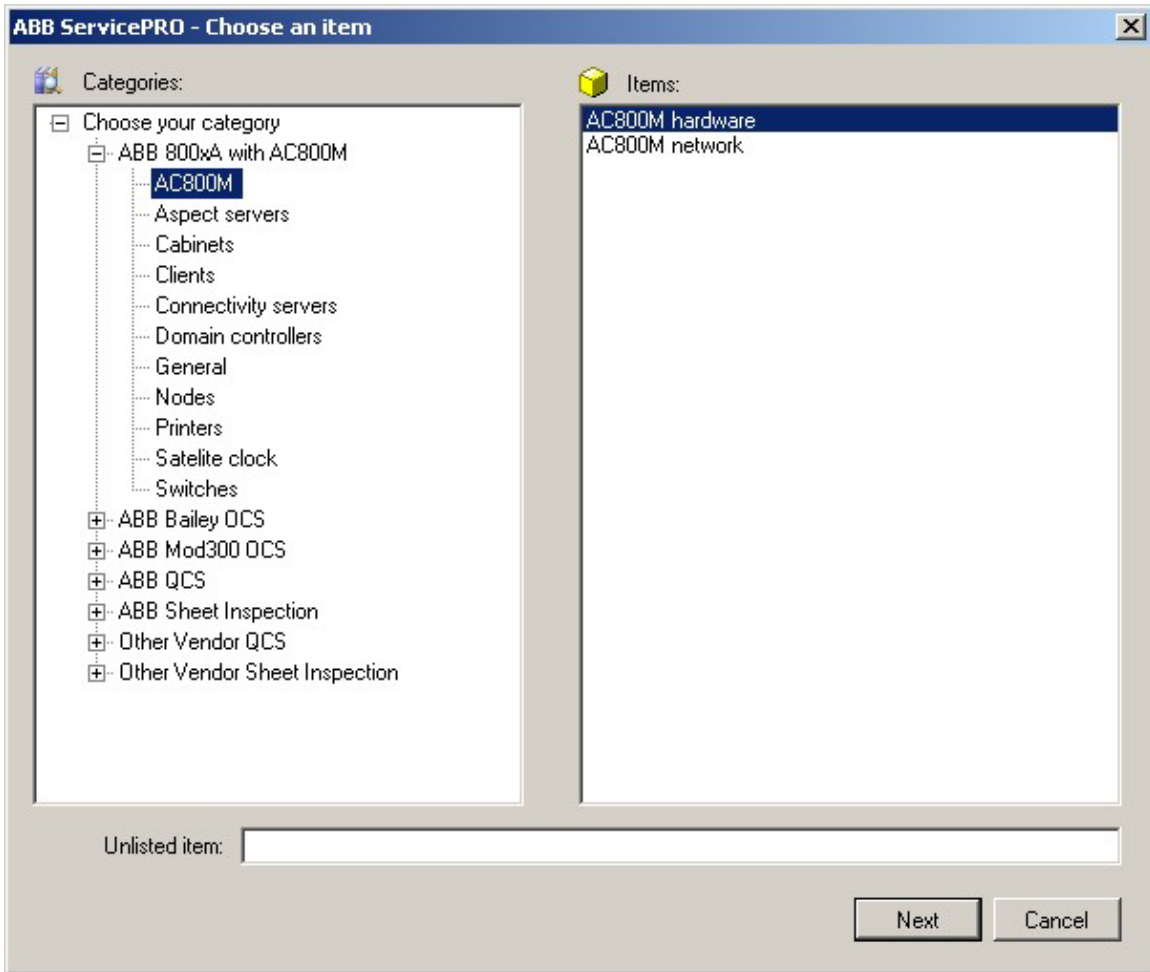 ABB ServicePRO - Choose an item
Categories:
Choose your category
ABB 800xA with AC800M
AC800M
Aspect servers
Cabinets
Clients
Connectivity servers
Domain controllers
General
Nodes
Printers
Satelite clock
Switches
ABB Bailey OCS
ABB Mod300 OCS
ABB QCS
ABB Sheet Inspection
Other Vendor QCS
Other Vendor Sheet Inspection
Items:
AC800M hardware
AC800M network
Unlisted item:
Next
Cancel